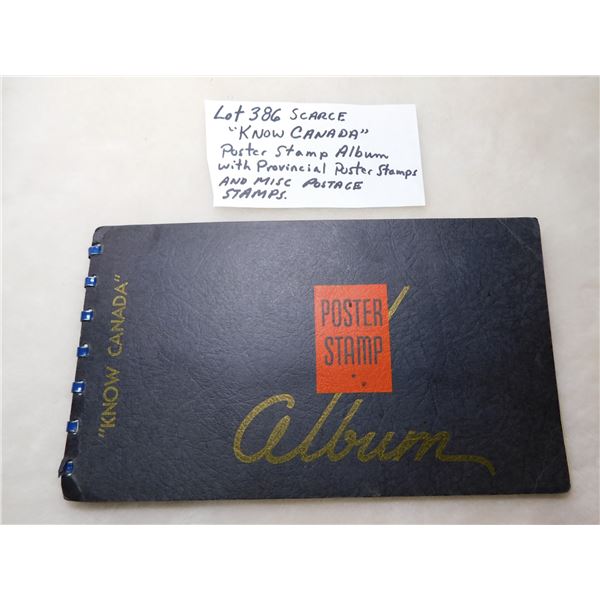 Lot 386 SCARCE
"KNOW CANADA"
Poster Stamp Album
with Provincial Poster Stamps
AND MISC POSTAGE
STAMPS.
"KNOW CANADA"
POSTER
STAMP
Album